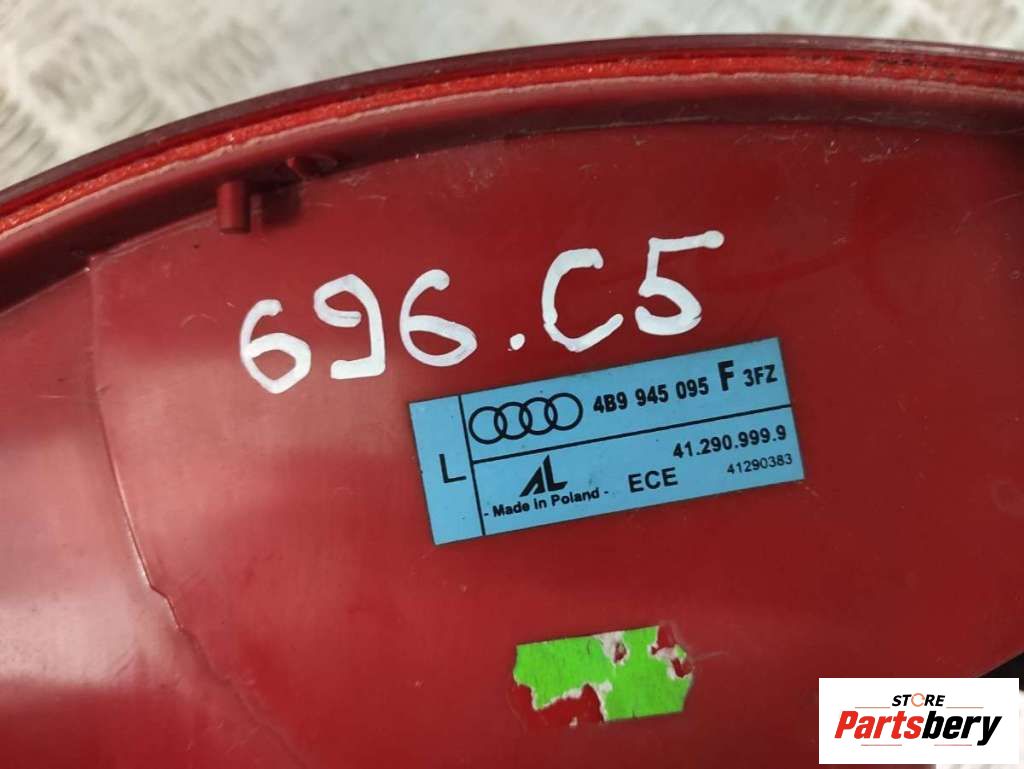 696.C5
L
4B9 945 095 F 3FZ
41.290.999.9
AL ECE 41290383
- Made in Poland -
STORE
Partsbery